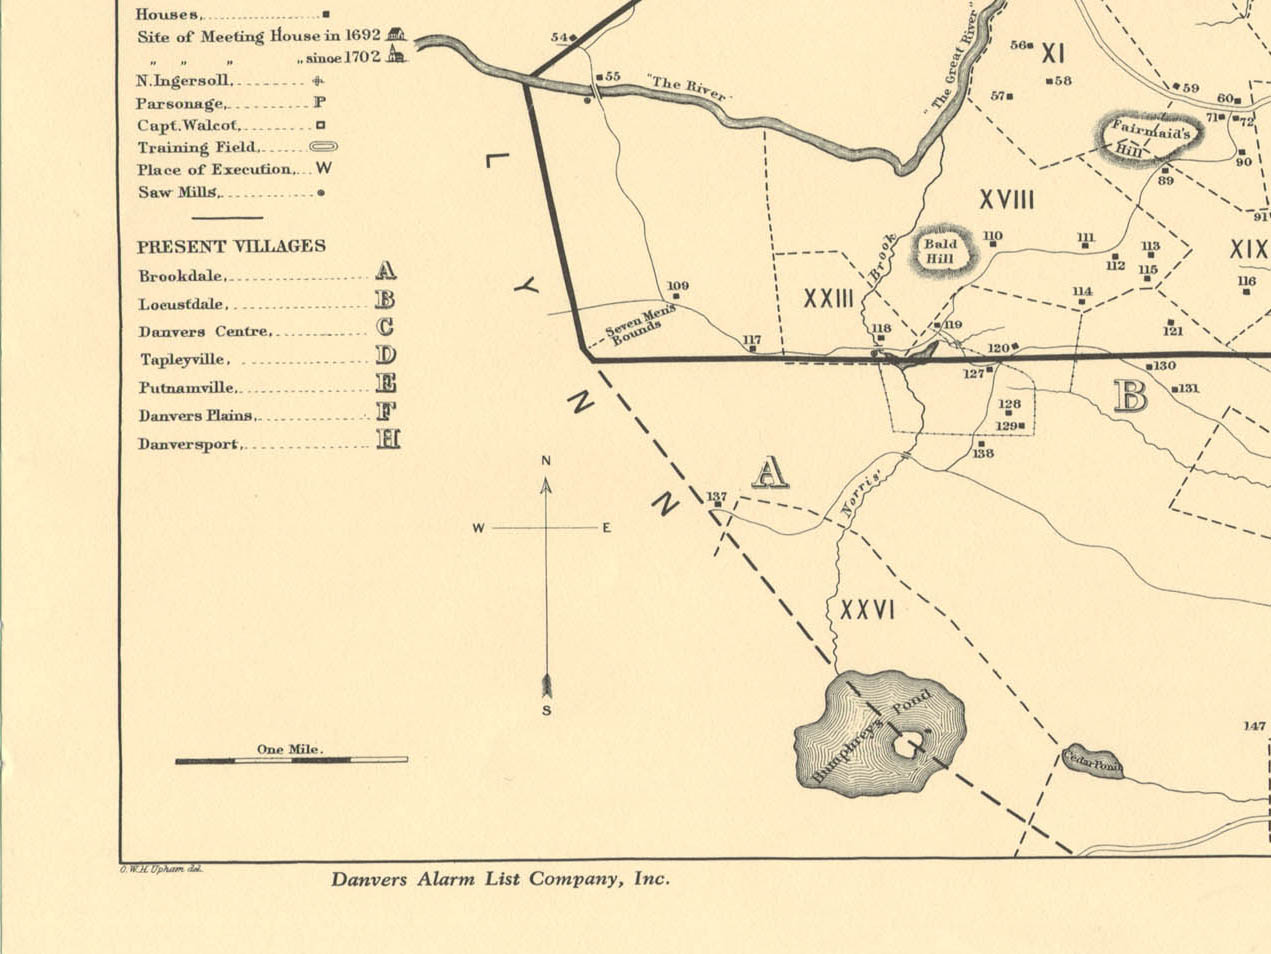 Houses, ■
Site of Meeting House in 1692
„ „ „ „ since 1702
N. Ingersoll,
Parsonage, P
Capt. Walcot,
Training Field,
Place of Execution, W
Saw Mills,
PRESENT VILLAGES
Brookdale, A
Locustdale, B
Danvers Centre, C
Tapleyville, D
Putnamville, E
Danvers Plains, F
Danversport, H
54
55
"The River"
"The Great River"
56
XI
58
57
59
60
71
72
Fairmaid's
Hill
90
89
91
L
Y
N
N
XVIII
Bald
Hill
110
111
112
113
115
XIX
116
114
121
Brook
XXIII
109
Seven Men's
Bounds
117
118
119
120
127
130
131
B
128
129
138
A
137
Norris'
XXVI
N
W
E
S
Humphrey's Pond
Cedar Pond
147
One Mile.
O.W.H. Upham del.
Danvers Alarm List Company, Inc.